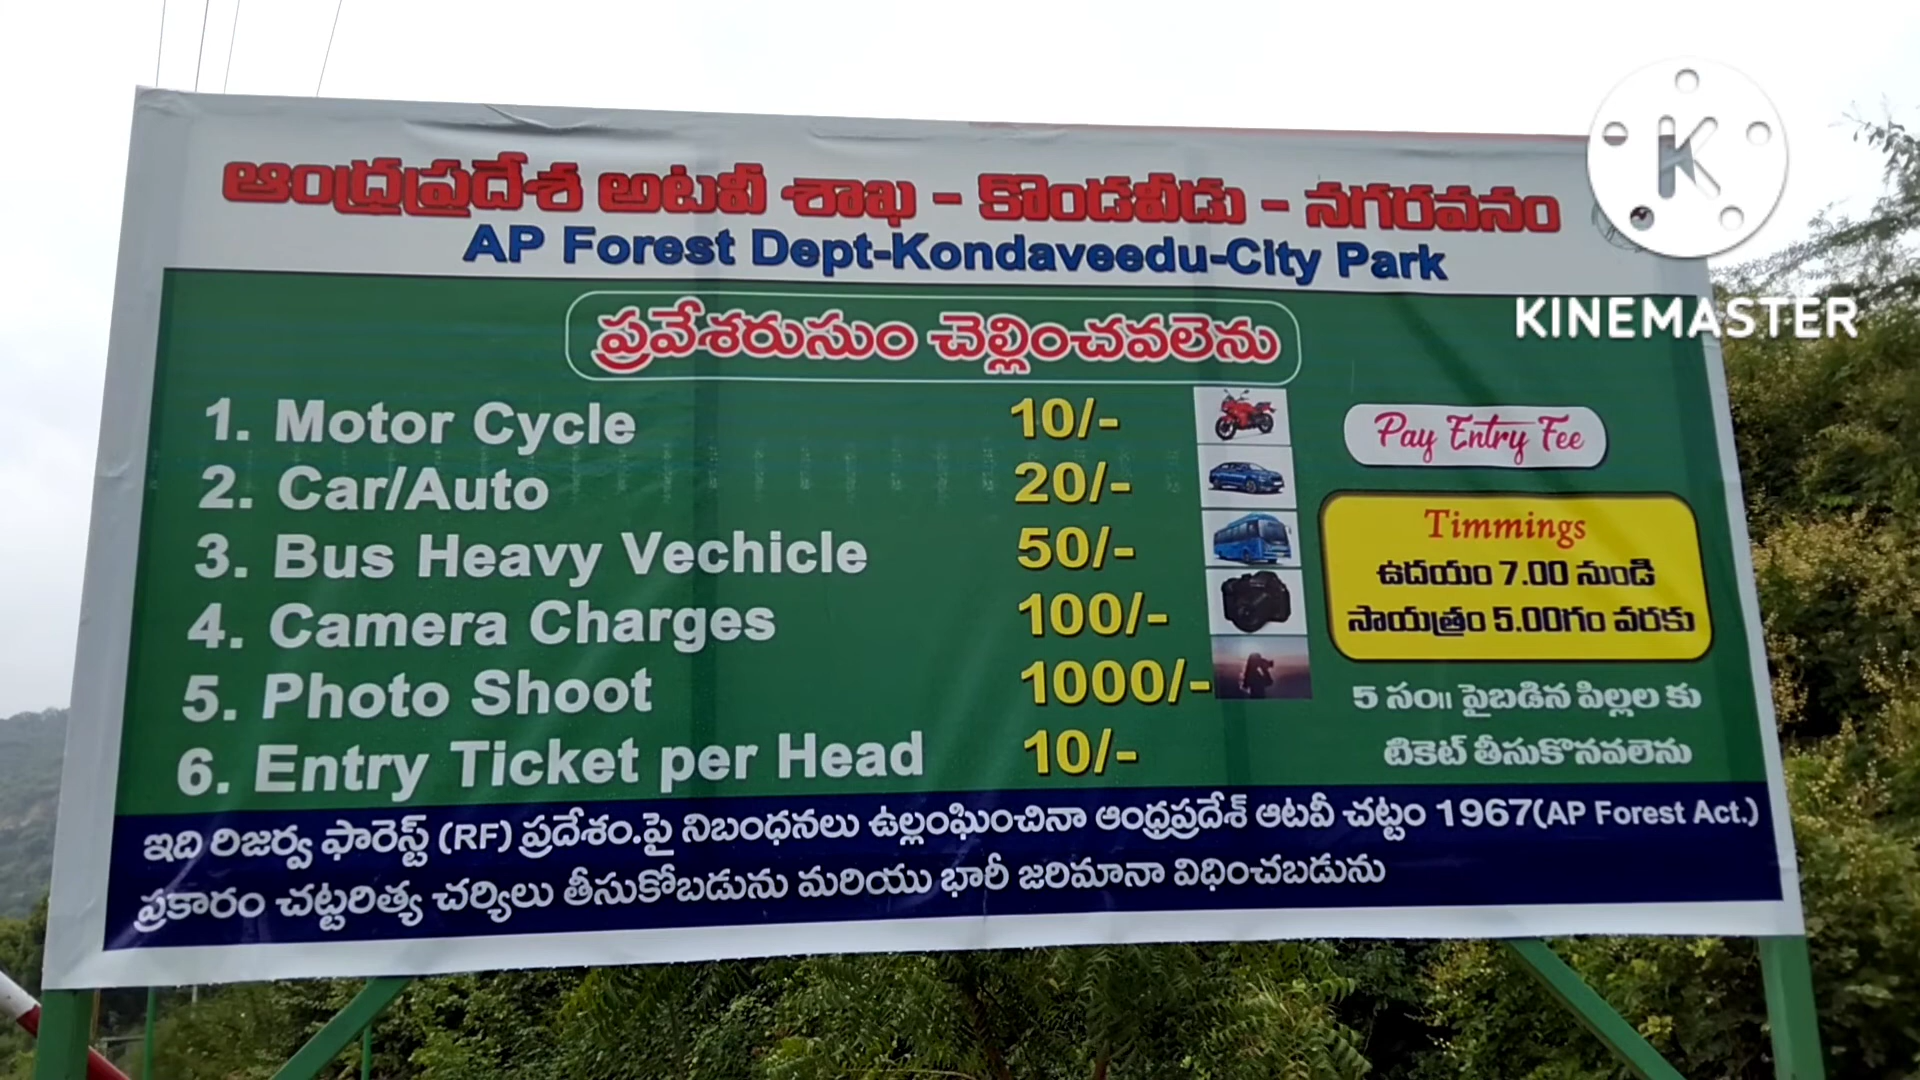 ఆంధ్రప్రదేశ అటవీ శాఖ - కొండవీడు - నగరవనం
AP Forest Dept-Kondaveedu-City Park
KINEMASTER
ప్రవేశరుసుం చెల్లించవలెను
1. Motor Cycle 10/-
2. Car/Auto 20/-
3. Bus Heavy Vechicle 50/-
4. Camera Charges 100/-
5. Photo Shoot 1000/-
6. Entry Ticket per Head 10/-
Pay Entry Fee
Timmings
ఉదయం 7.00 నుండి
సాయత్రం 5.00గం వరకు
5 సం॥ పైబడిన పిల్లల కు
టికెట్ తీసుకొనవలెను
ఇది రిజర్వ ఫారెస్ట్ (RF) ప్రదేశం.పై నిబంధనలు ఉల్లంఘించినా ఆంధ్రప్రదేశ్ ఆటవీ చట్టం 1967(AP Forest Act.)
ప్రకారం చట్టరిత్య చర్యిలు తీసుకోబడును మరియు భారీ జరిమానా విధించబడును